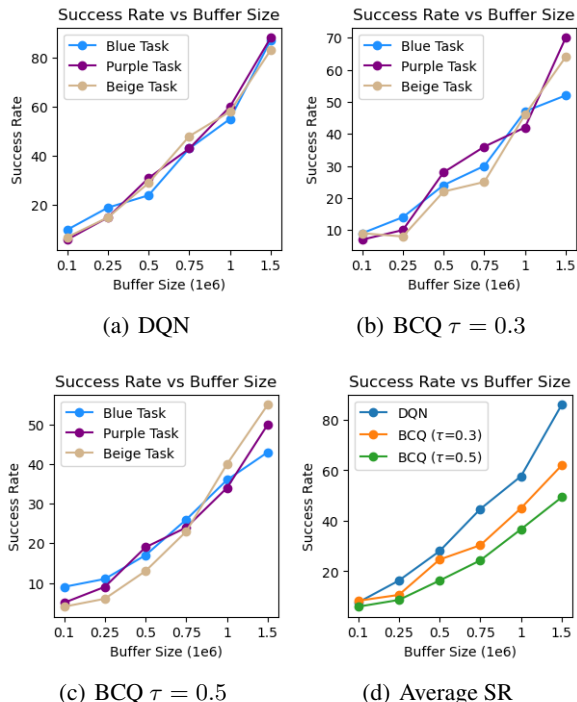 Success Rate vs Buffer Size
Blue Task
Purple Task
Beige Task
Success Rate
80
60
40
20
0.1 0.25 0.5 0.75 1 1.5
Buffer Size (1e6)
(a) DQN
Success Rate vs Buffer Size
Blue Task
Purple Task
Beige Task
Success Rate
70
60
50
40
30
20
10
0.1 0.25 0.5 0.75 1 1.5
Buffer Size (1e6)
(b) BCQ τ = 0.3
Success Rate vs Buffer Size
Blue Task
Purple Task
Beige Task
Success Rate
50
40
30
20
10
0.1 0.25 0.5 0.75 1 1.5
Buffer Size (1e6)
(c) BCQ τ = 0.5
Success Rate vs Buffer Size
DQN
BCQ (τ=0.3)
BCQ (τ=0.5)
Success Rate
80
60
40
20
0.1 0.25 0.5 0.75 1 1.5
Buffer Size (1e6)
(d) Average SR